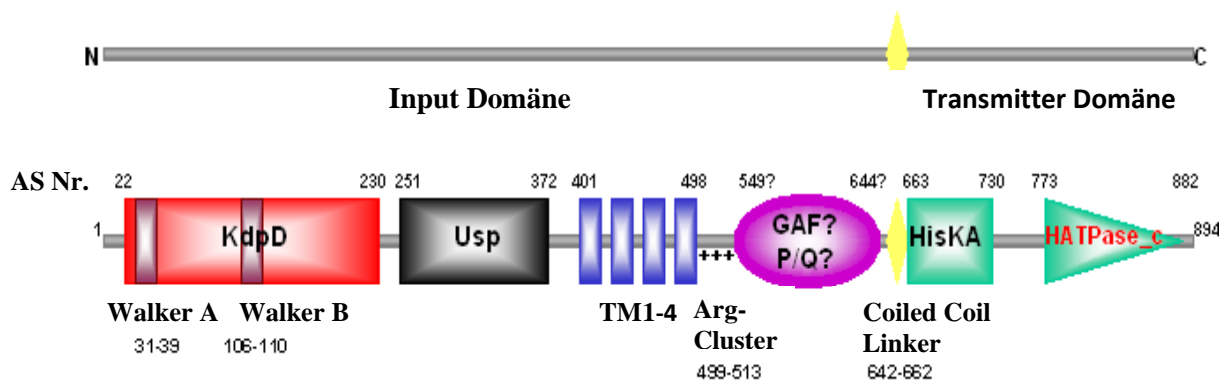 N C
Input Domäne Transmitter Domäne
AS Nr. 22 230 251 372 401 498 549? 644? 663 730 773 882
1 KdpD Usp GAF? HisKA HATPase_c 894
+++ P/Q?
Walker A Walker B TM1-4 Arg- Coiled Coil
Cluster Linker
31-39 106-110
499-513 642-662